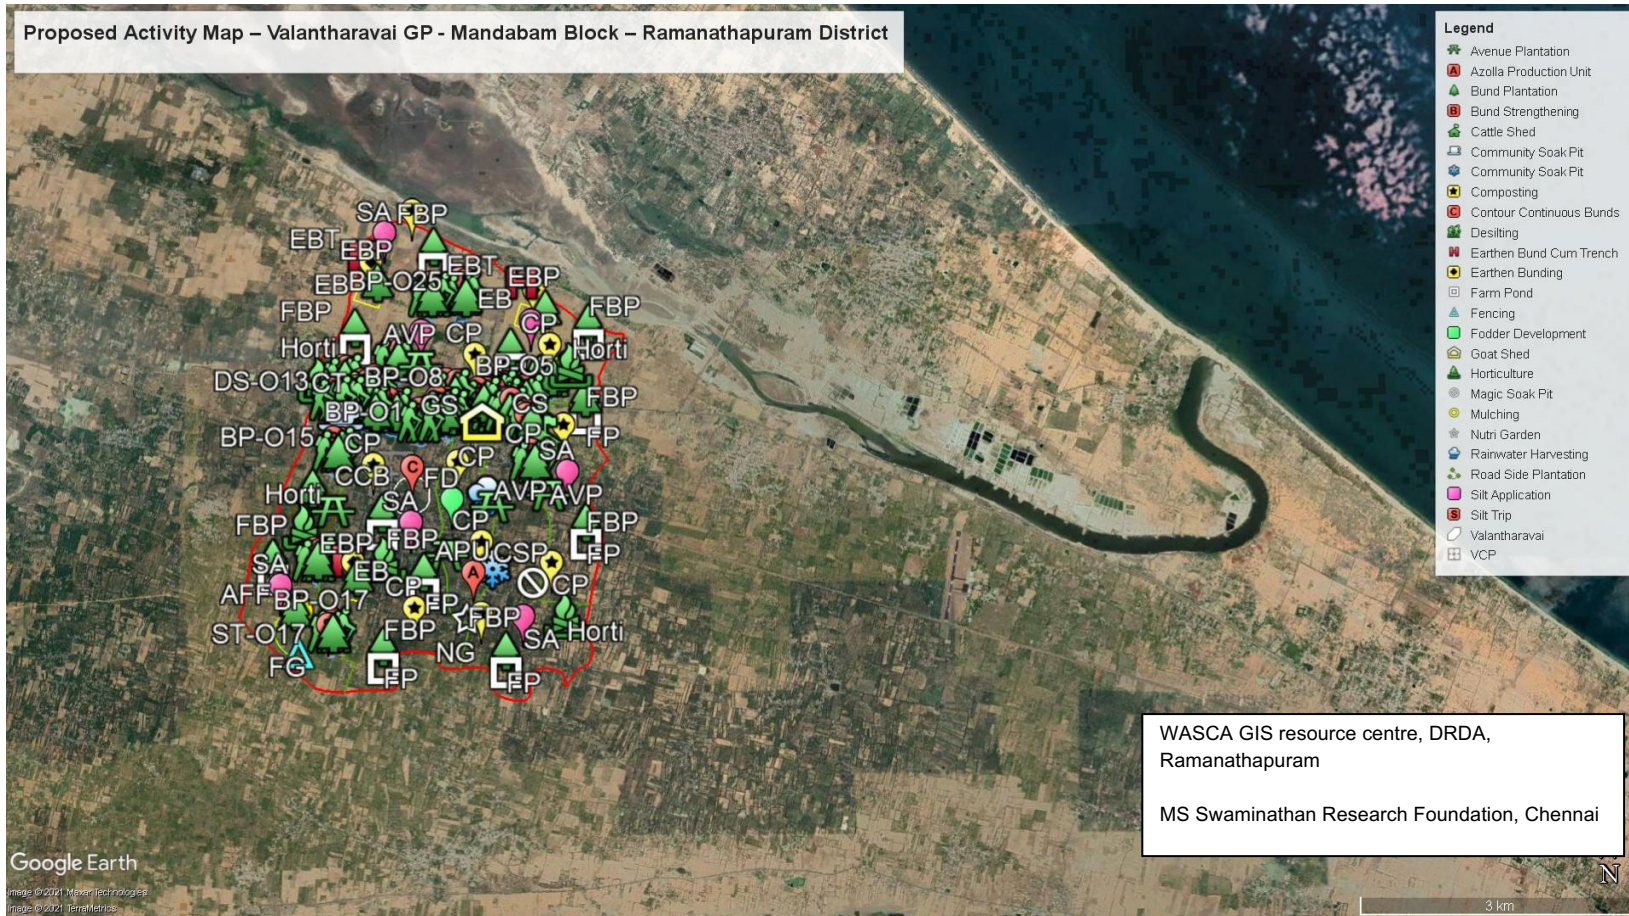 Proposed Activity Map – Valantharavai GP - Mandabam Block – Ramanathapuram District
Legend
Avenue Plantation
A Azolla Production Unit
Bund Plantation
B Bund Strengthening
Cattle Shed
Community Soak Pit
Community Soak Pit
Composting
C Contour Continuous Bunds
Desilting
Earthen Bund Cum Trench
Earthen Bunding
Farm Pond
Fencing
Fodder Development
Goat Shed
Horticulture
Magic Soak Pit
Mulching
Nutri Garden
Rainwater Harvesting
Road Side Plantation
Silt Application
S Silt Trip
Valantharavai
VCP
SA FBP
EBT
EBP
EBT
EBP
EB
BP-O25
EB
FBP
FBP
AVP
CP
CP
Horti
Horti
BP-O5
DS-O13
CT
BP-O8
FBP
BP-O1
GS
CS
BP-O15
CP
CP
FP
SA
CP
CCB
C
FD
Horti
SA
AVP
AVP
FBP
CP
FBP
FBP
EBP
APU
CSP
FP
SA
EB
A
CP
CP
AFF
BP-O17
FP
FBP
ST-O17
FBP
SA
Horti
NG
FG
FP
FP
WASCA GIS resource centre, DRDA,
Ramanathapuram
MS Swaminathan Research Foundation, Chennai
Google Earth
Image © 2021 Maxar Technologies
Image © 2021 TerraMetrics
N
3 km